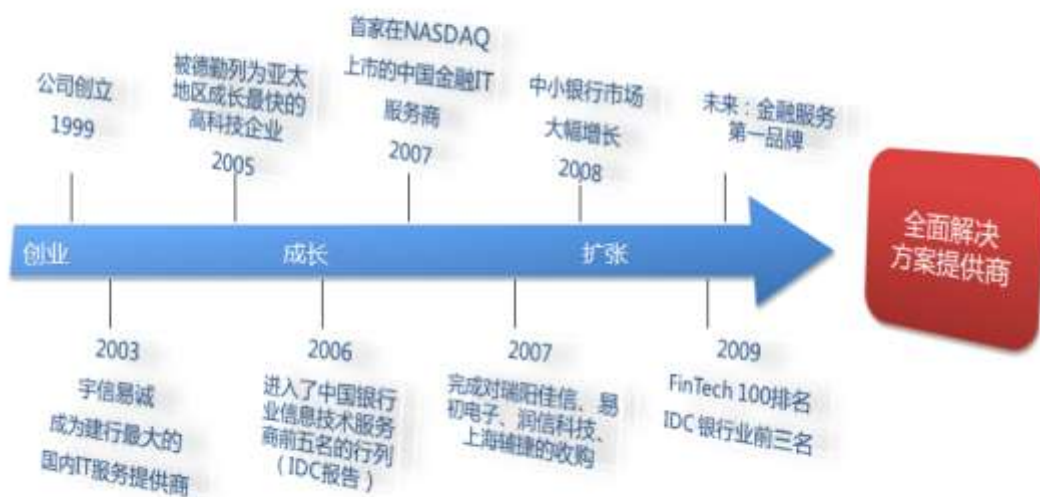 公司创立
1999
被德勤列为亚太
地区成长最快的
高科技企业
2005
首家在NASDAQ
上市的中国金融IT
服务商
2007
中小银行市场
大幅增长
2008
未来：金融服务
第一品牌
创业
成长
扩张
全面解决
方案提供商
2003
宇信易诚
成为建行最大的
国内IT服务提供商
2006
进入了中国银行
业信息技术服务
商前五名的行列
（IDC报告）
2007
完成对瑞阳佳信、易
初电子、润信科技、
上海辅捷的收购
2009
FinTech 100排名
IDC 银行业前三名